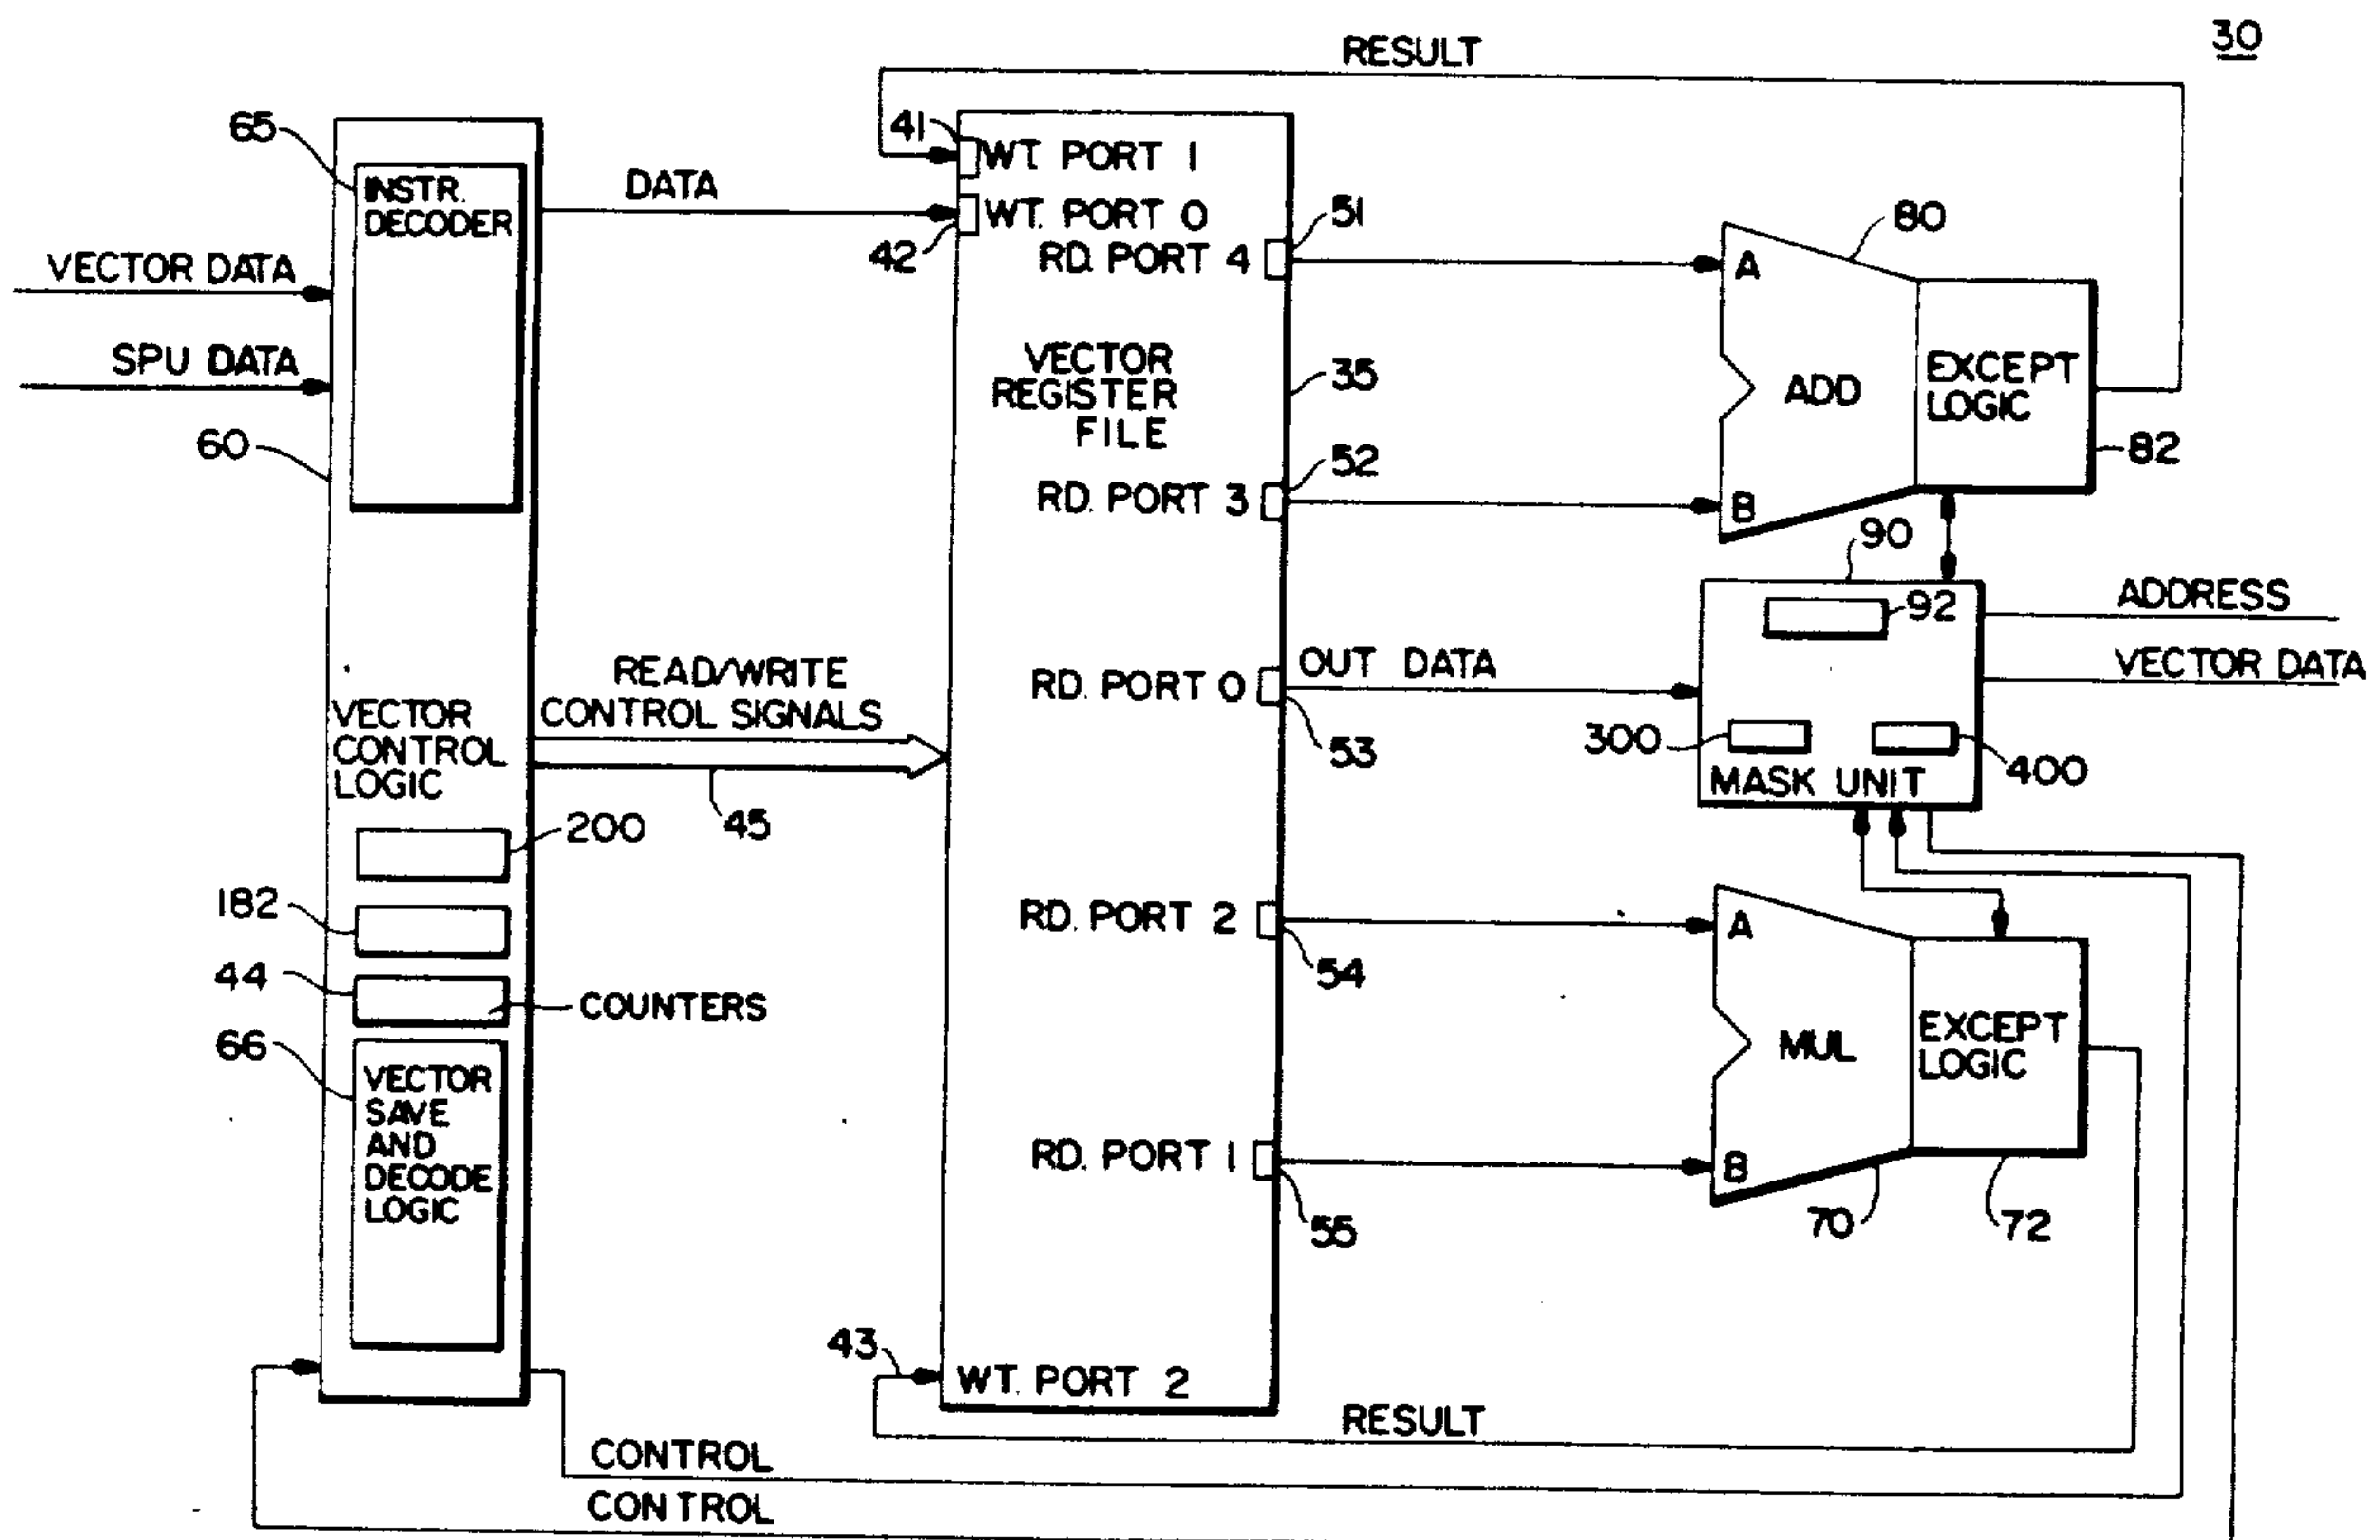 30
RESULT
65
41
WT. PORT 1
INSTR.
DECODER
DATA
WT. PORT 0
42
51
RD. PORT 4
A
80
VECTOR DATA
SPU DATA
VECTOR
REGISTER
FILE
35
ADD
EXCEPT
LOGIC
60
82
52
RD. PORT 3
B
90
92
ADDRESS
READ/WRITE
CONTROL SIGNALS
RD. PORT 0
OUT DATA
VECTOR DATA
VECTOR
CONTROL
LOGIC
53
300
400
MASK UNIT
45
200
182
RD. PORT 2
A
54
44
COUNTERS
66
MUL
EXCEPT
LOGIC
VECTOR
SAVE
AND
DECODE
LOGIC
RD. PORT 1
B
55
70
72
43
WT. PORT 2
RESULT
CONTROL
CONTROL